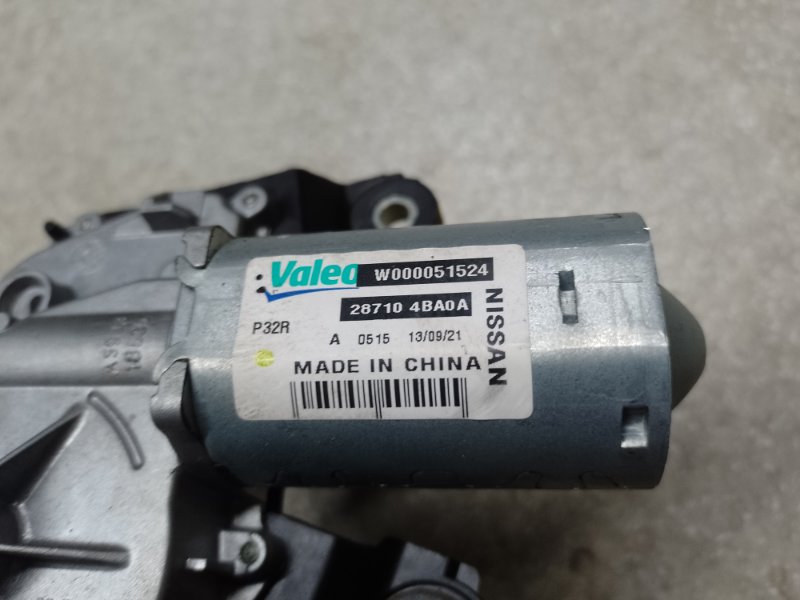 Valeo W000051524
28710 4BA0A
P32R
A 0515 13/09/21
MADE IN CHINA
NISSAN